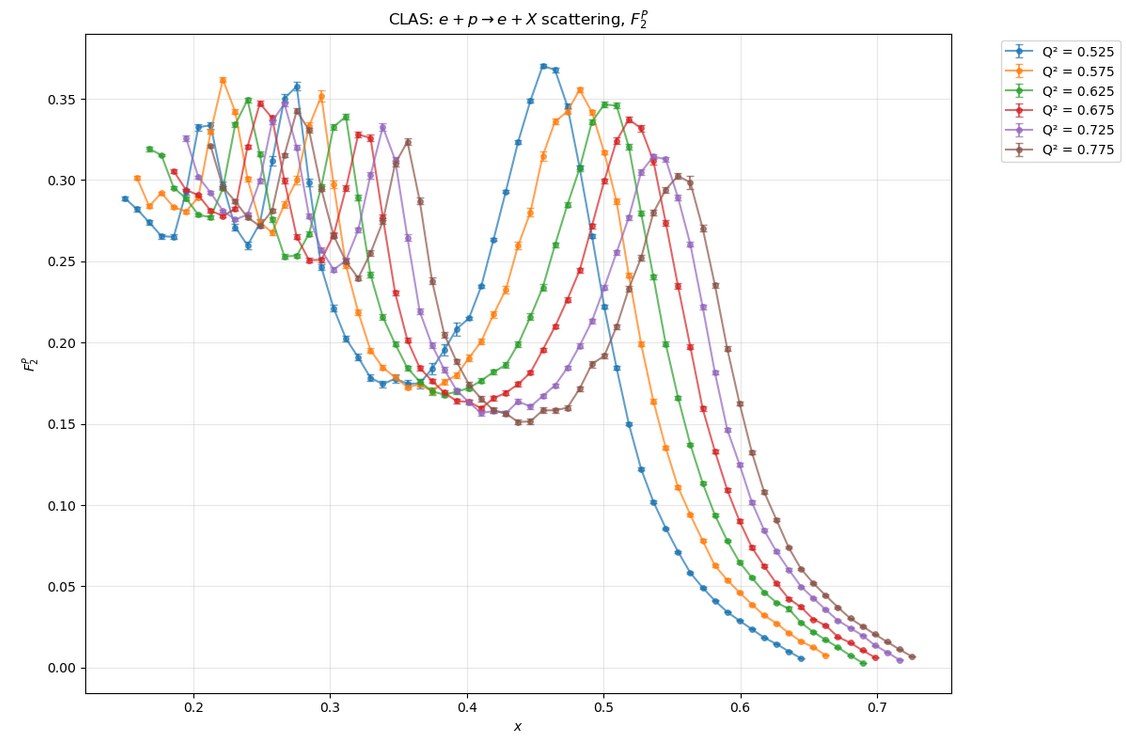 CLAS: e + p → e + X scattering, F₂ᵖ
Q² = 0.525
Q² = 0.575
Q² = 0.625
Q² = 0.675
Q² = 0.725
Q² = 0.775
F₂ᵖ
0.35
0.30
0.25
0.20
0.15
0.10
0.05
0.00
0.2 0.3 0.4 0.5 0.6 0.7
x